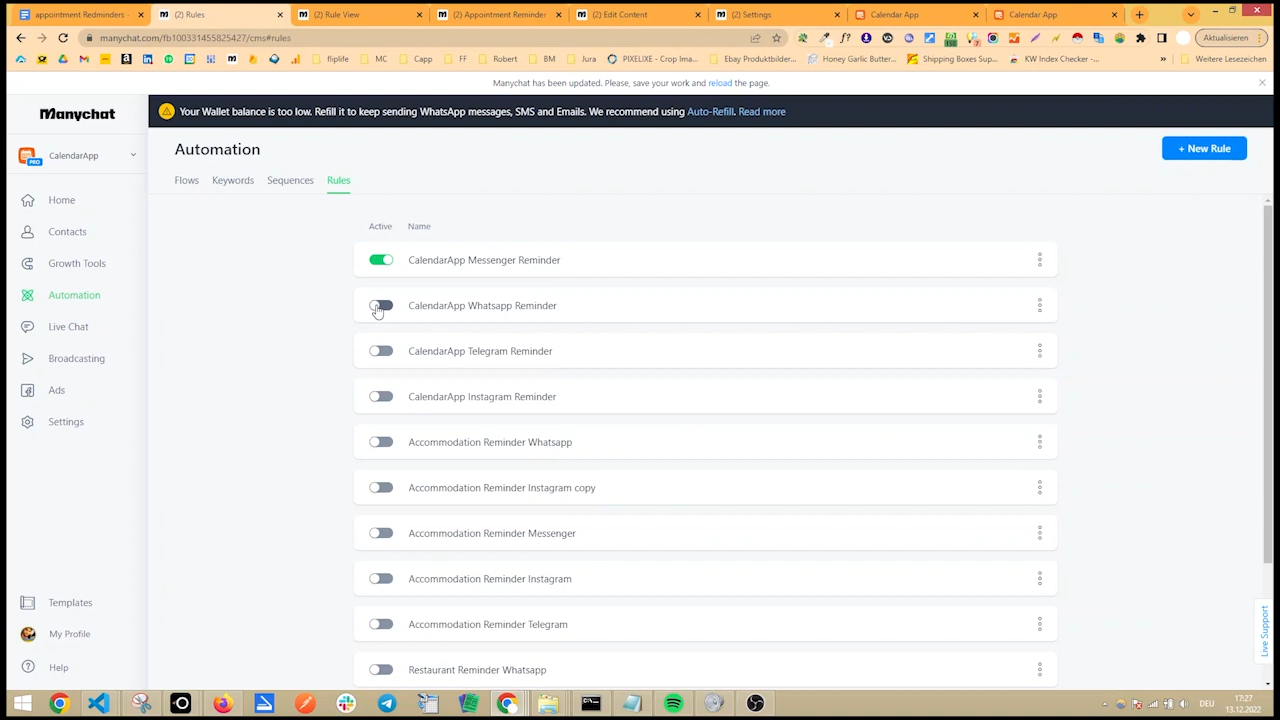 appointment Redminders -
(2) Rules
(2) Rule View
(2) Appointment Reminder
(2) Edit Content
(2) Settings
Calendar App
Calendar App
manychat.com/fb100331455825427/cms#rules
Aktualisieren
fliplife
MC
Capp
FF
Robert
BM
Jura
PIXELIXE - Crop Ima...
Ebay Produktbilder...
Honey Garlic Butter...
Shipping Boxes Sup...
KW Index Checker -...
»
Weitere Lesezeichen
Manychat has been updated. Please, save your work and reload the page.
Manychat
Your Wallet balance is too low. Refill it to keep sending WhatsApp messages, SMS and Emails. We recommend using Auto-Refill. Read more
CalendarApp
PRO
Automation
+ New Rule
Flows
Keywords
Sequences
Rules
Home
Contacts
Growth Tools
Automation
Live Chat
Broadcasting
Ads
Settings
Templates
My Profile
Help
Active
Name
CalendarApp Messenger Reminder
CalendarApp Whatsapp Reminder
CalendarApp Telegram Reminder
CalendarApp Instagram Reminder
Accommodation Reminder Whatsapp
Accommodation Reminder Instagram copy
Accommodation Reminder Messenger
Accommodation Reminder Instagram
Accommodation Reminder Telegram
Restaurant Reminder Whatsapp
Live Support
DEU
17:27
13.12.2022